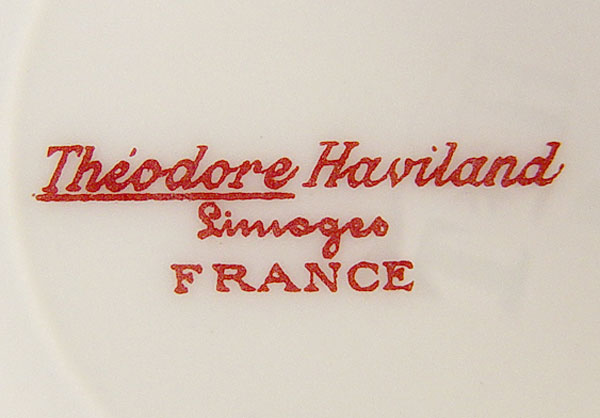 Théodore Haviland
Limoges
FRANCE